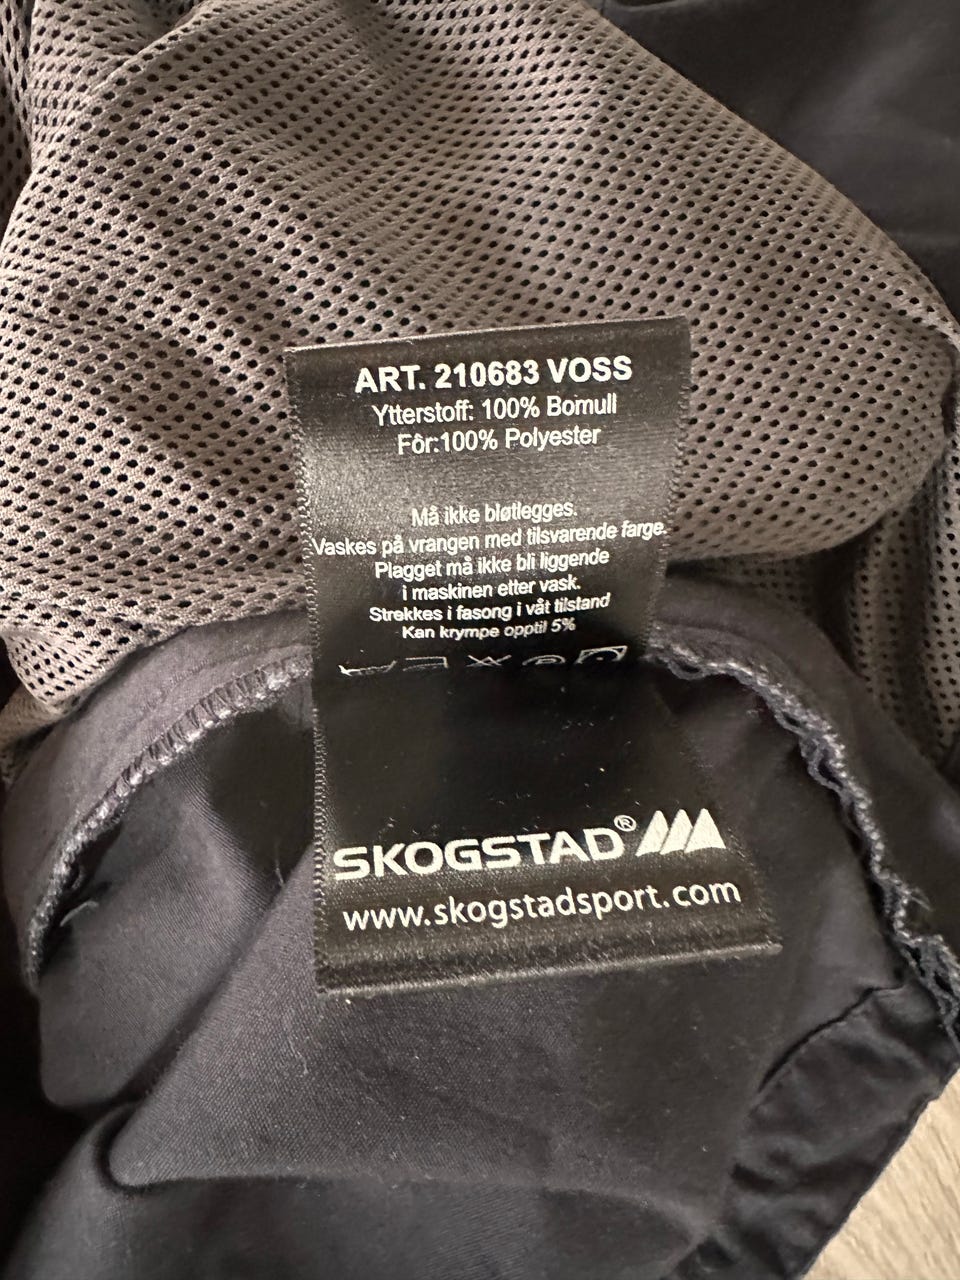 ART. 210683 VOSS
Ytterstoff: 100% Bomull
Fôr:100% Polyester
Må ikke bløtlegges.
Vaskes på vrangen med tilsvarende farge.
Plagget må ikke bli liggende
i maskinen etter vask.
Strekkes i fasong i våt tilstand
Kan krympe opptil 5%
SKOGSTAD®
www.skogstadsport.com